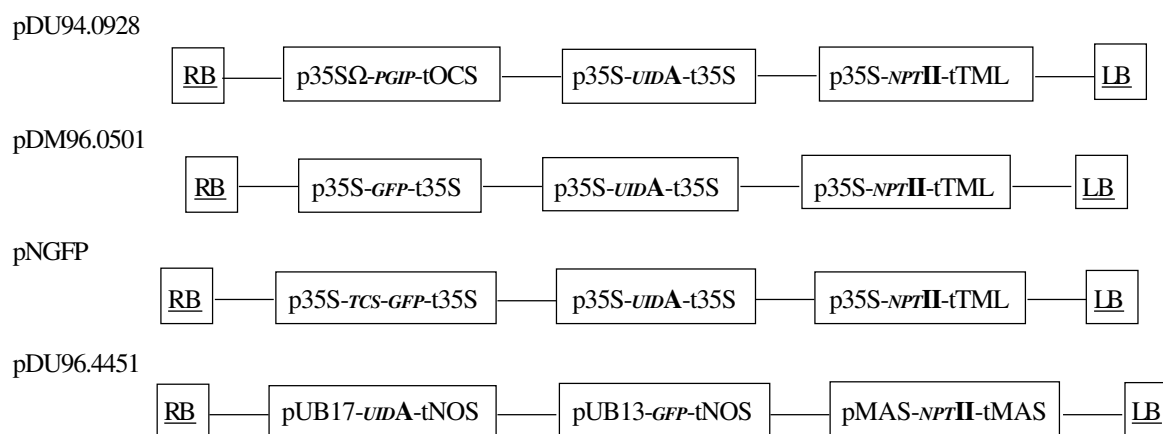 pDU94.0928
RB p35SΩ-PGIP-tOCS p35S-UIDA-t35S p35S-NPTII-tTML LB
pDM96.0501
RB p35S-GFP-t35S p35S-UIDA-t35S p35S-NPTII-tTML LB
pNGFP
RB p35S-TCS-GFP-t35S p35S-UIDA-t35S p35S-NPTII-tTML LB
pDU96.4451
RB pUB17-UIDA-tNOS pUB13-GFP-tNOS pMAS-NPTII-tMAS LB